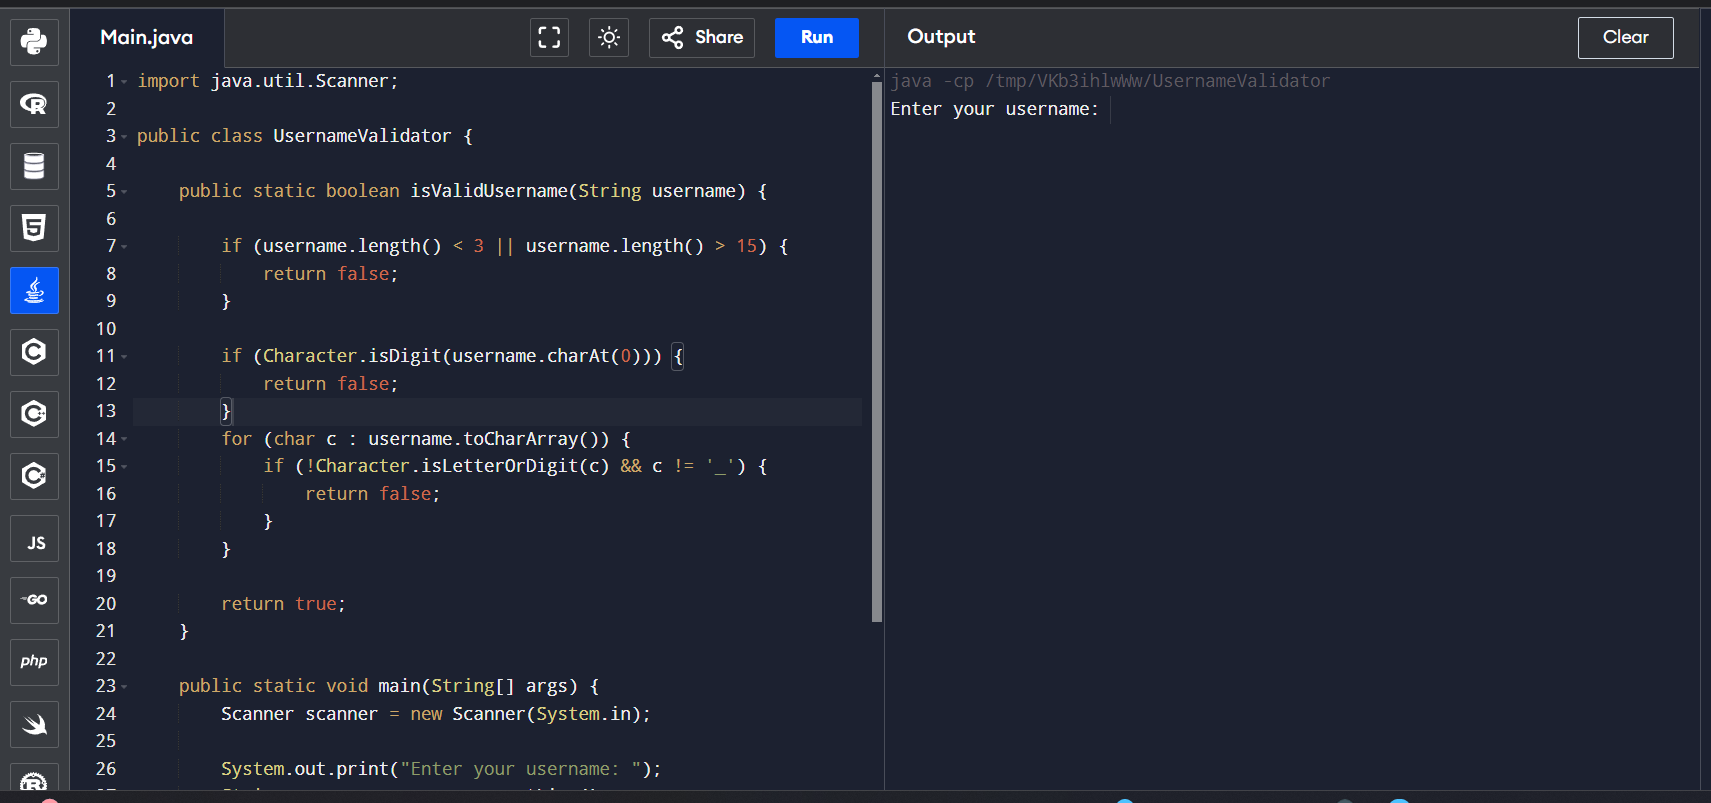 Main.java
Share
Run
Output
Clear
1 import java.util.Scanner;
2
3 public class UsernameValidator {
4
5     public static boolean isValidUsername(String username) {
6
7         if (username.length() < 3 || username.length() > 15) {
8             return false;
9         }
10
11         if (Character.isDigit(username.charAt(0))) {
12             return false;
13         }
14         for (char c : username.toCharArray()) {
15             if (!Character.isLetterOrDigit(c) && c != '_') {
16                 return false;
17             }
18         }
19
20         return true;
21     }
22
23     public static void main(String[] args) {
24         Scanner scanner = new Scanner(System.in);
25
26         System.out.print("Enter your username: ");
java -cp /tmp/VKb3ihlwWw/UsernameValidator
Enter your username:
R
5
C
C
C
JS
GO
php
R